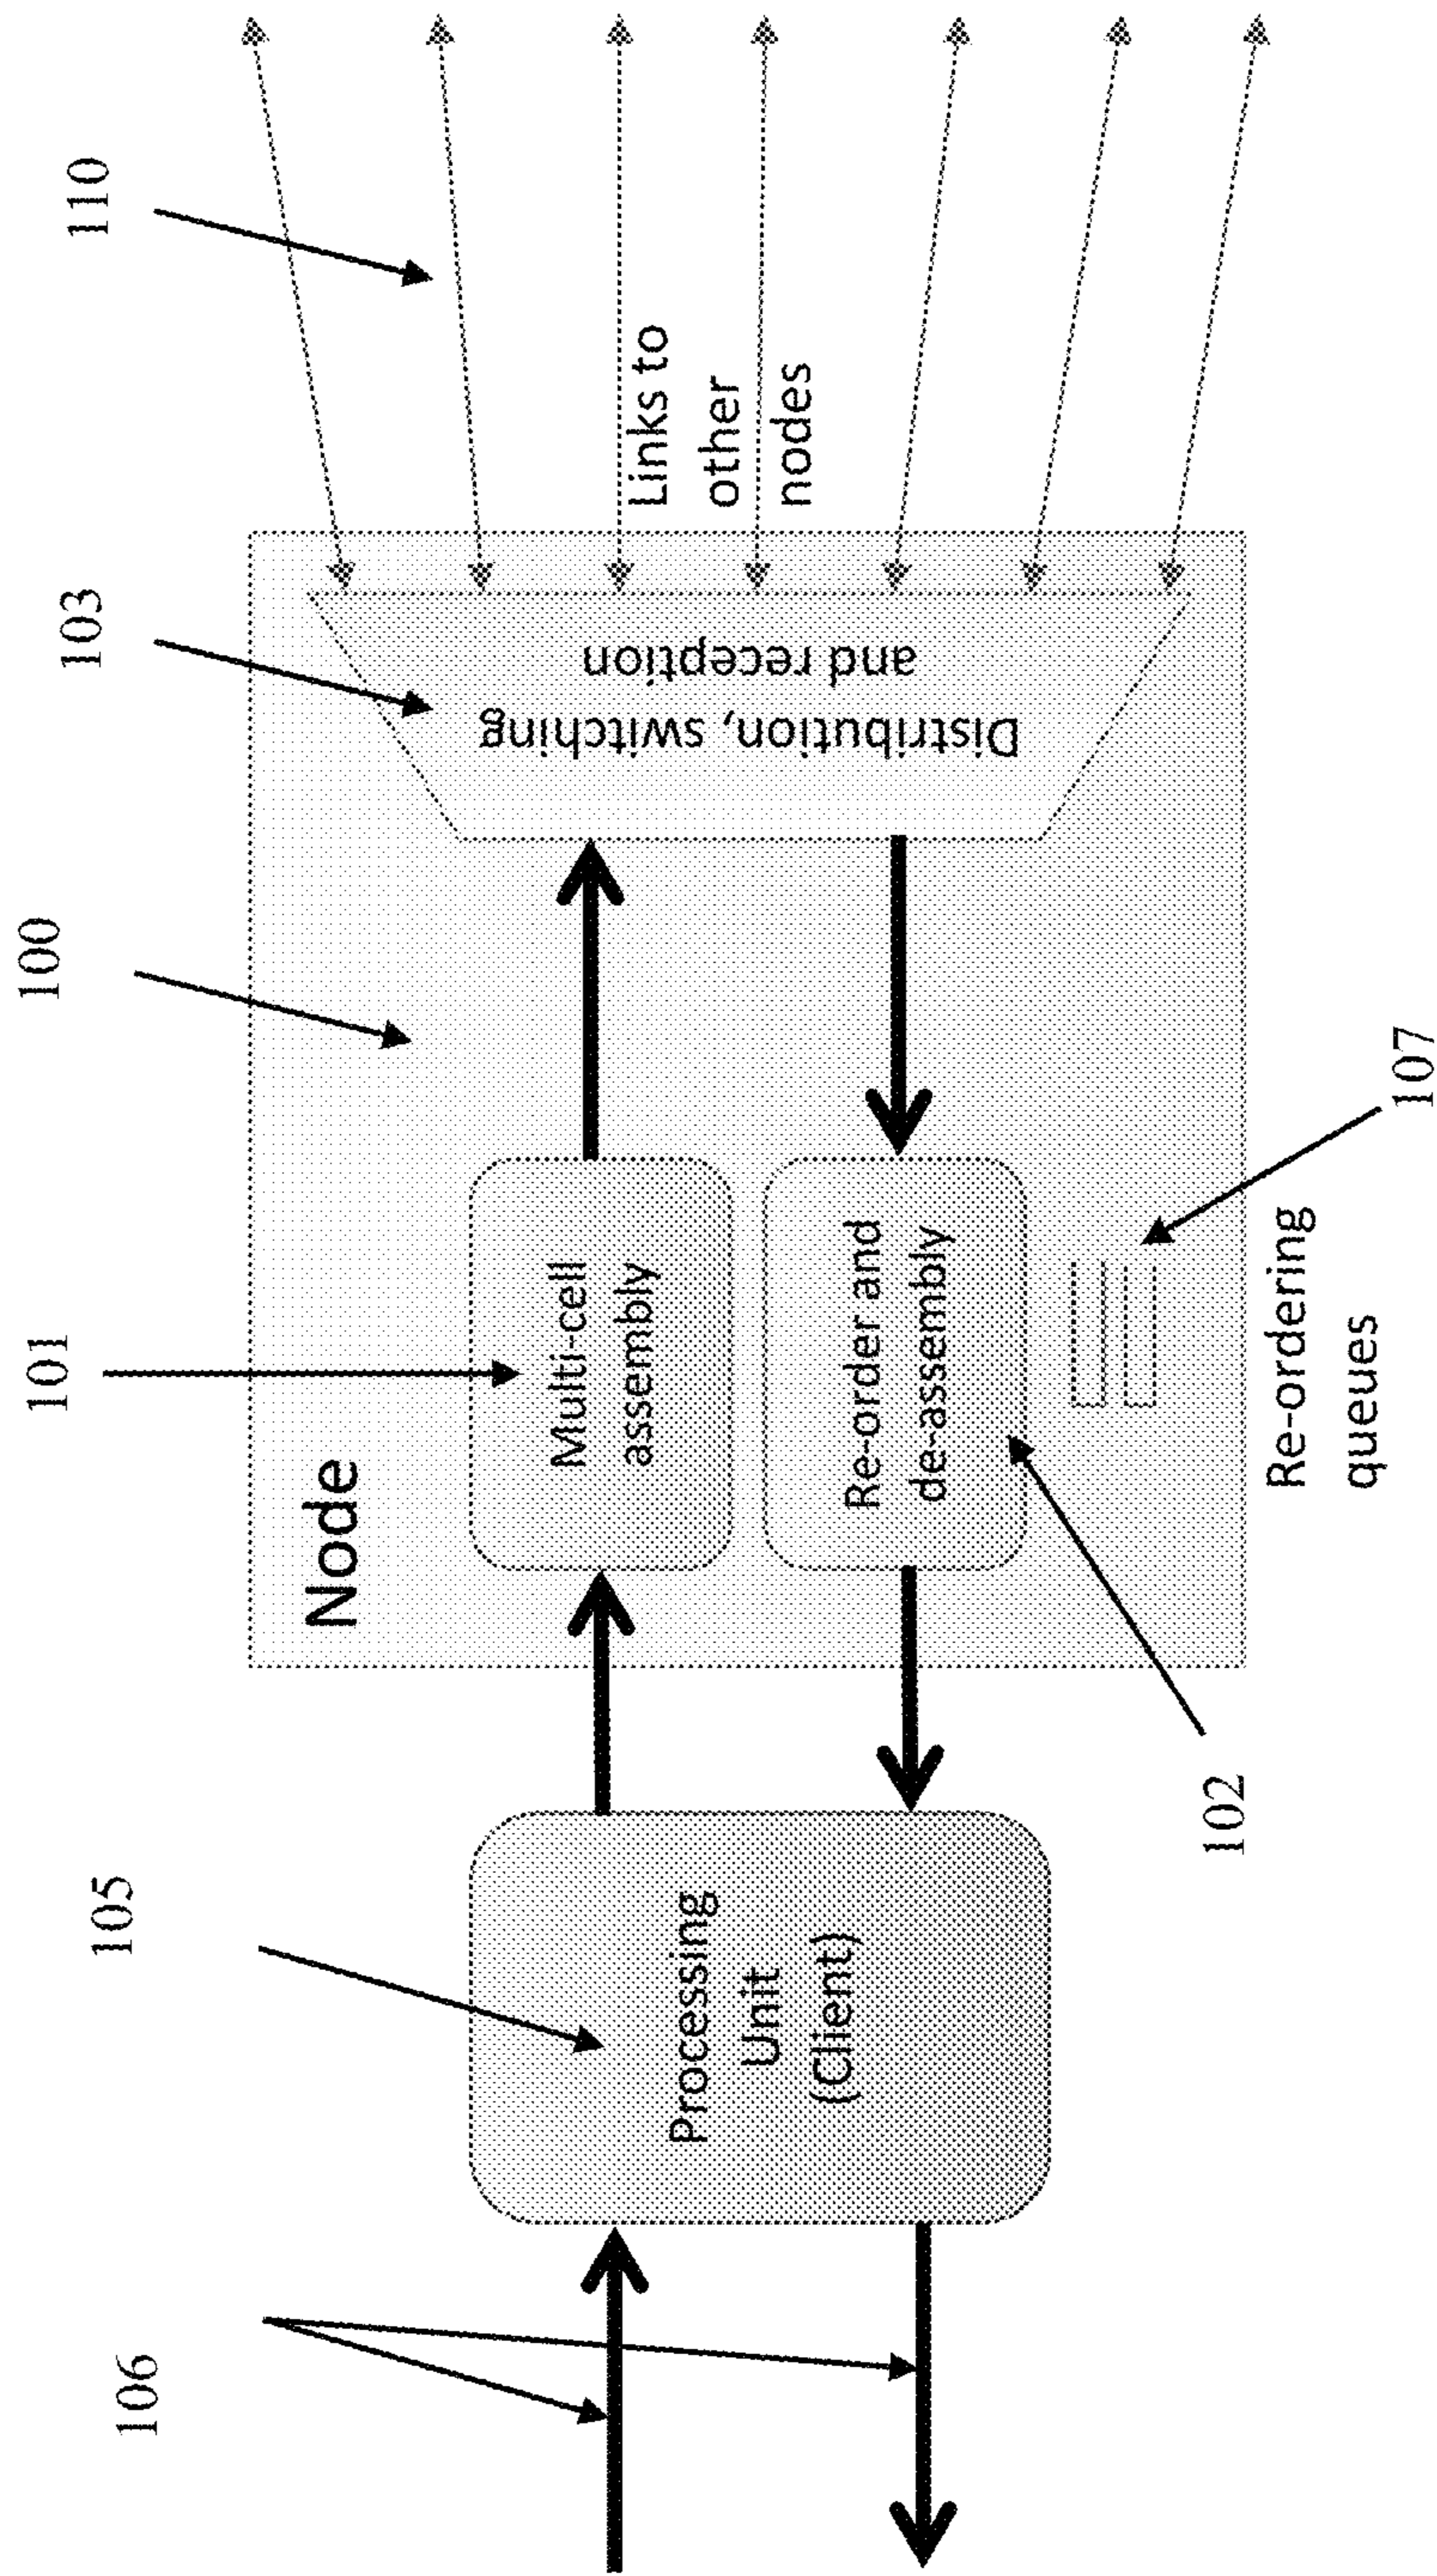 106
105
Processing
Unit
(Client)
102
Node
101
Multi-cell
assembly
Re-order and
de-assembly
Re-ordering
queues
107
100
103
Distribution, switching
and reception
Links to
other
nodes
110